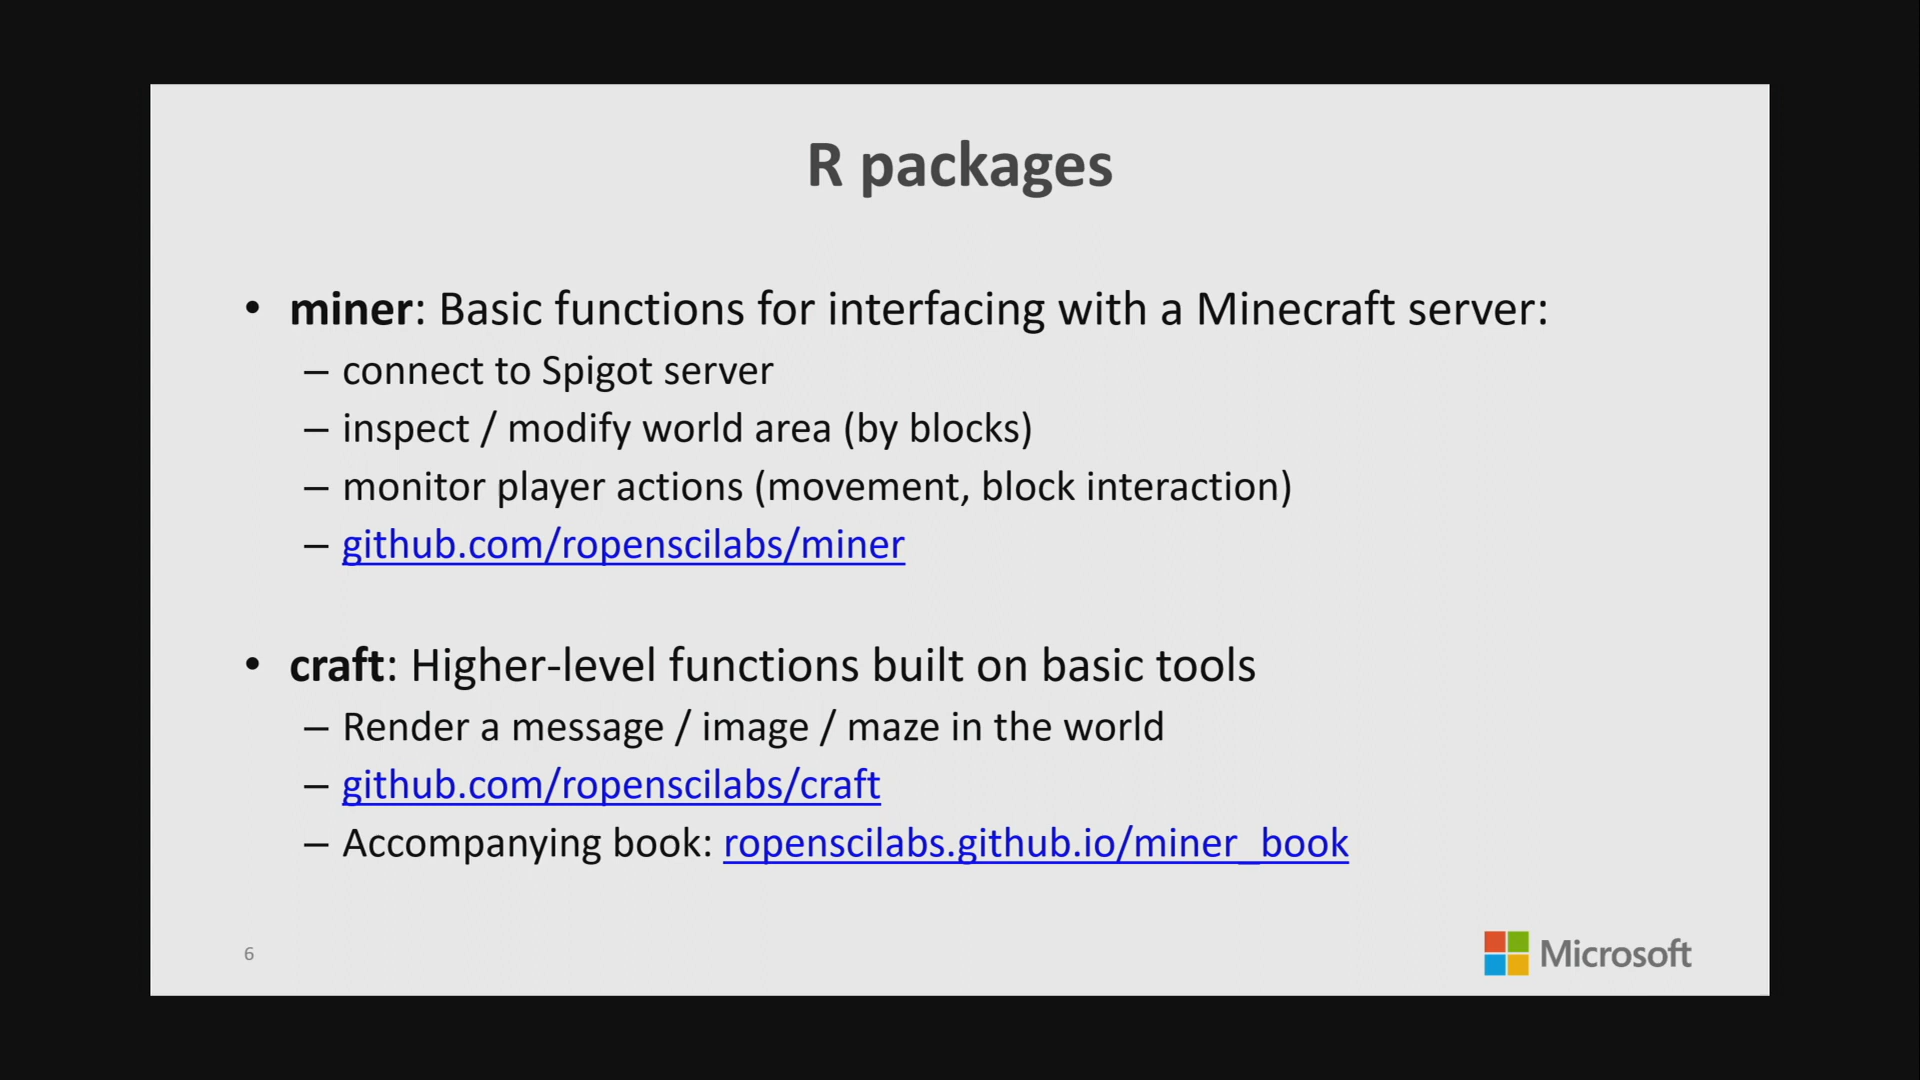 R packages
• miner: Basic functions for interfacing with a Minecraft server:
– connect to Spigot server
– inspect / modify world area (by blocks)
– monitor player actions (movement, block interaction)
– github.com/ropenscilabs/miner
• craft: Higher-level functions built on basic tools
– Render a message / image / maze in the world
– github.com/ropenscilabs/craft
– Accompanying book: ropenscilabs.github.io/miner_book
6
Microsoft